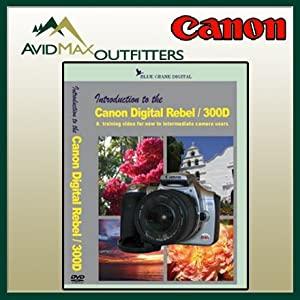 AVIDMAX
OUTFITTERS
Canon
BLUE CRANE DIGITAL
Introduction to the
Canon Digital Rebel / 300D
A training video for new to intermediate camera users.
Introduction to the
Canon Digital Rebel / 300D
DVD